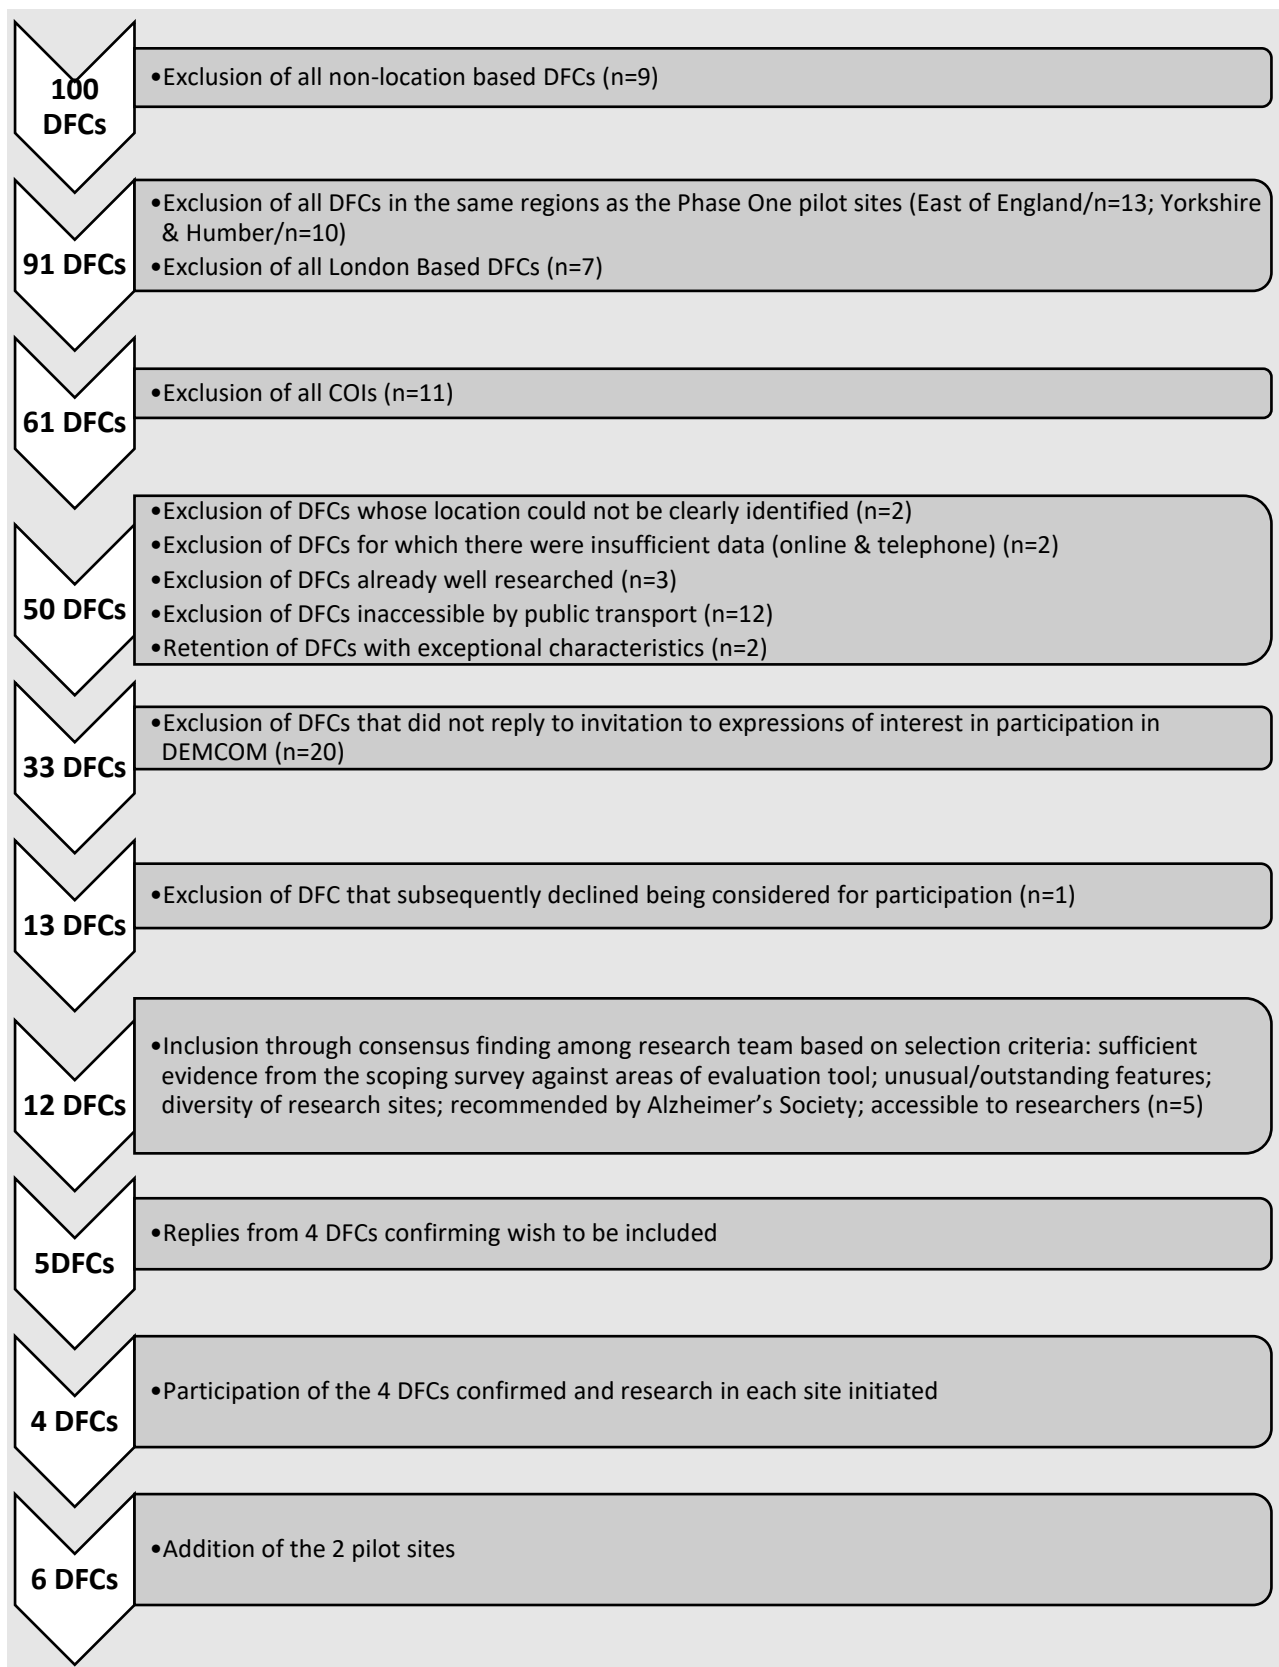 100
DFCs
•Exclusion of all non-location based DFCs (n=9)
91 DFCs
•Exclusion of all DFCs in the same regions as the Phase One pilot sites (East of England/n=13; Yorkshire
& Humber/n=10)
•Exclusion of all London Based DFCs (n=7)
61 DFCs
•Exclusion of all COIs (n=11)
50 DFCs
•Exclusion of DFCs whose location could not be clearly identified (n=2)
•Exclusion of DFCs for which there were insufficient data (online & telephone) (n=2)
•Exclusion of DFCs already well researched (n=3)
•Exclusion of DFCs inaccessible by public transport (n=12)
•Retention of DFCs with exceptional characteristics (n=2)
33 DFCs
•Exclusion of DFCs that did not reply to invitation to expressions of interest in participation in
DEMCOM (n=20)
13 DFCs
•Exclusion of DFC that subsequently declined being considered for participation (n=1)
12 DFCs
•Inclusion through consensus finding among research team based on selection criteria: sufficient
evidence from the scoping survey against areas of evaluation tool; unusual/outstanding features;
diversity of research sites; recommended by Alzheimer's Society; accessible to researchers (n=5)
5DFCs
•Replies from 4 DFCs confirming wish to be included
4 DFCs
•Participation of the 4 DFCs confirmed and research in each site initiated
6 DFCs
•Addition of the 2 pilot sites